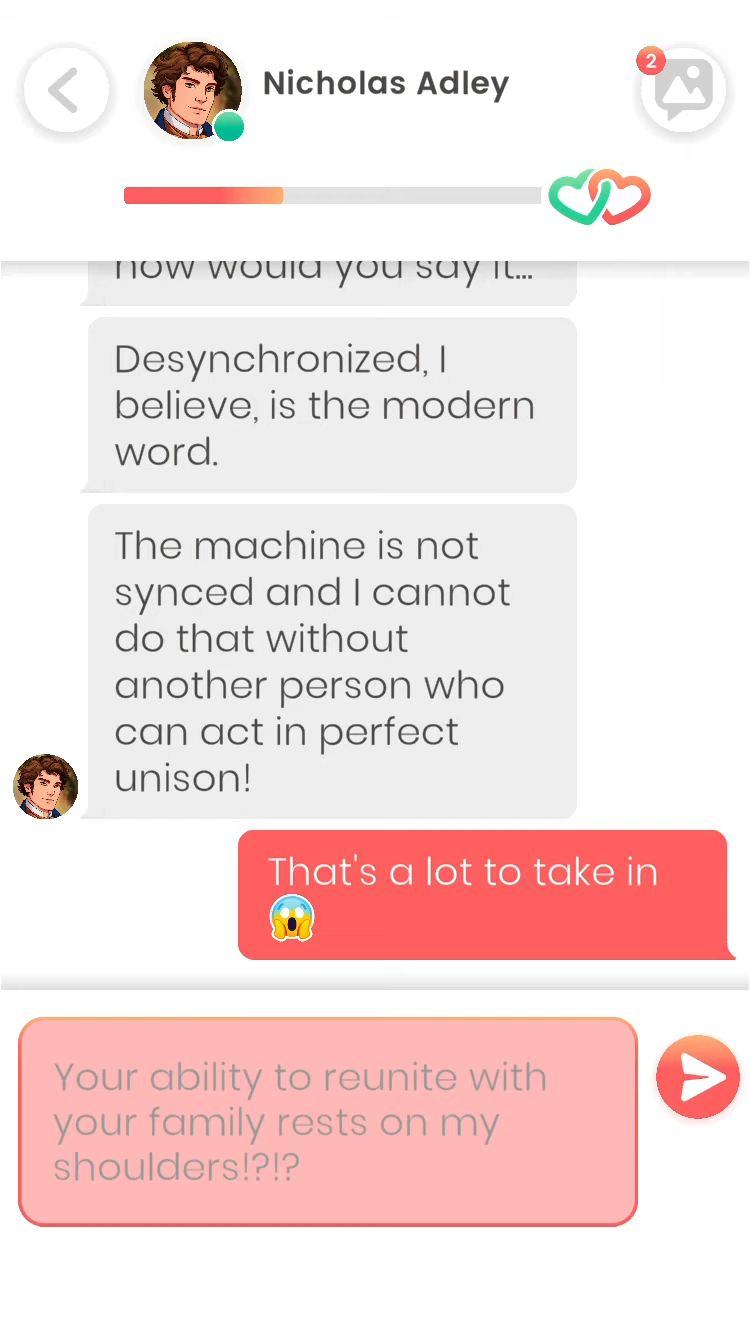 2
Nicholas Adley
how would you say it...
Desynchronized, I
believe, is the modern
word.
The machine is not
synced and I cannot
do that without
another person who
can act in perfect
unison!
That's a lot to take in
😱
Your ability to reunite with
your family rests on my
shoulders!?!?